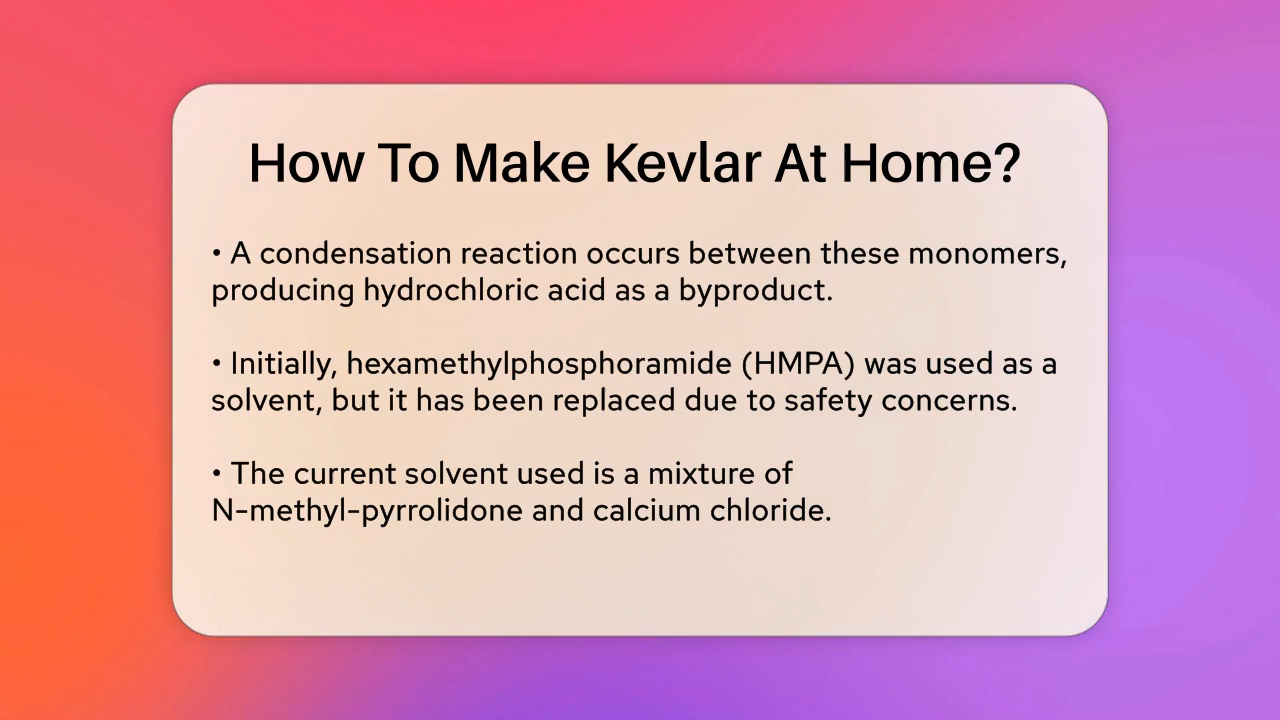 How To Make Kevlar At Home?
• A condensation reaction occurs between these monomers,
producing hydrochloric acid as a byproduct.
• Initially, hexamethylphosphoramide (HMPA) was used as a
solvent, but it has been replaced due to safety concerns.
• The current solvent used is a mixture of
N-methyl-pyrrolidone and calcium chloride.